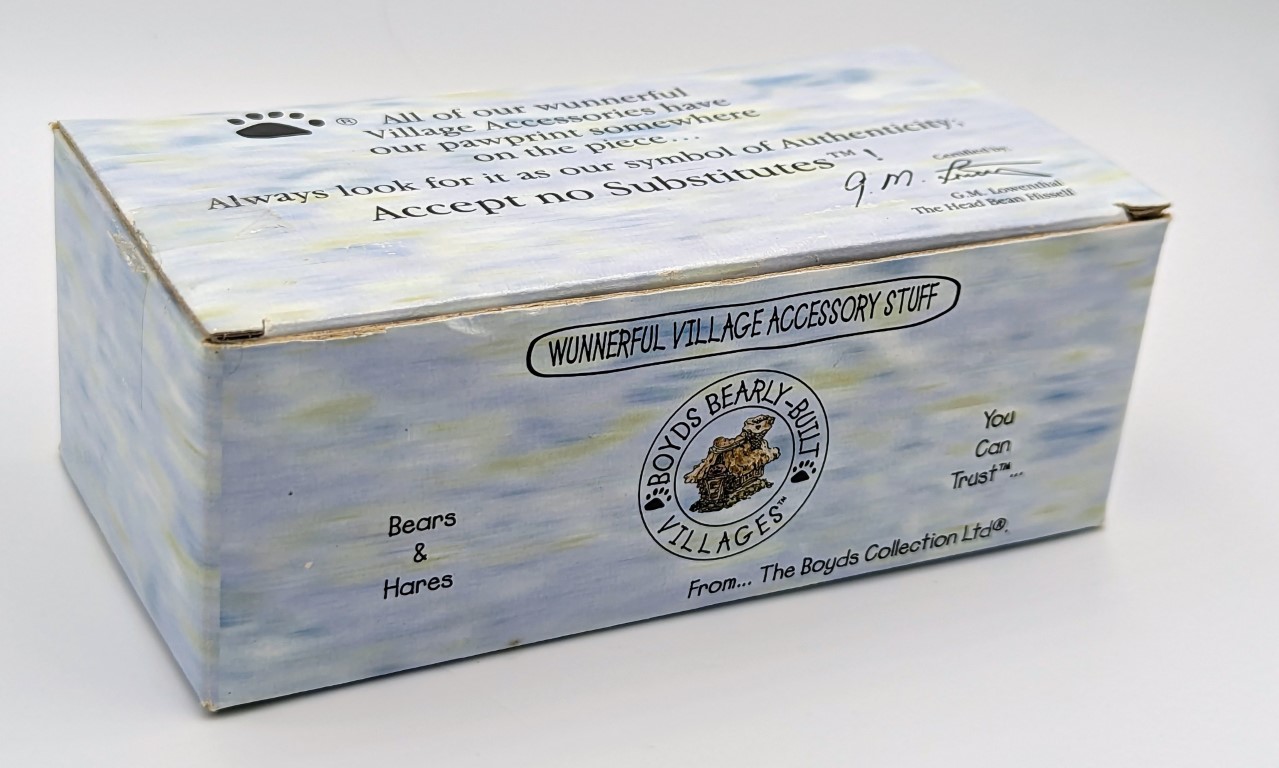 ® All of our wunnerful
Village Accessories have
our pawprint somewhere
on the piece...
Always look for it as our symbol of Authenticity;
Accept no Substitutes™ !
Certified by:
G.M. Lowenthal
The Head Bean Hisself
WUNNERFUL VILLAGE ACCESSORY STUFF
BOYDS BEARLY-BUILT
VILLAGES™
Bears
&
Hares
You
Can
Trust™...
From... The Boyds Collection Ltd®.